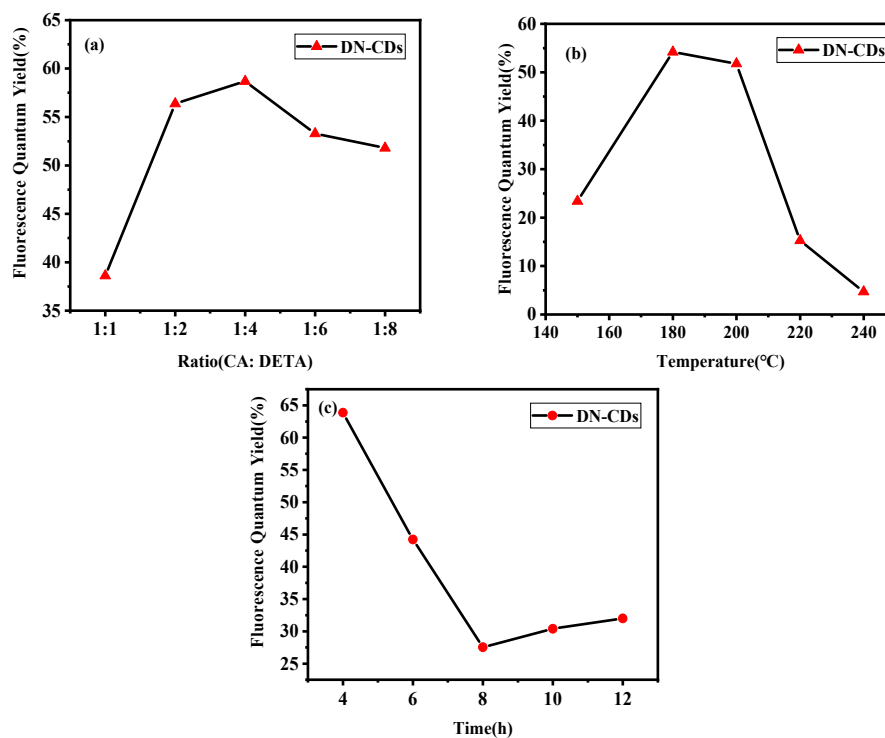 (a)
DN-CDs
Fluorescence Quantum Yield(%)
65
60
55
50
45
40
35
1:1 1:2 1:4 1:6 1:8
Ratio(CA: DETA)
(b)
DN-CDs
Fluorescence Quantum Yield(%)
60
50
40
30
20
10
0
140 160 180 200 220 240
Temperature(°C)
(c)
DN-CDs
Fluorescence Quantum Yield(%)
65
60
55
50
45
40
35
30
25
4 6 8 10 12
Time(h)